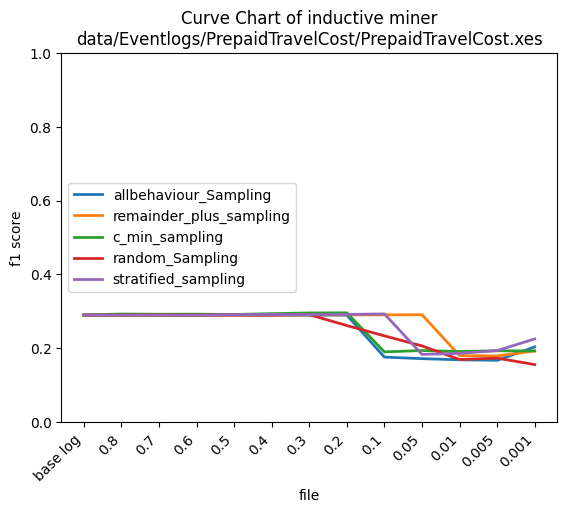 Curve Chart of inductive miner
data/Eventlogs/PrepaidTravelCost/PrepaidTravelCost.xes
1.0
0.8
0.6
0.4
0.2
0.0
f1 score
allbehaviour_Sampling
remainder_plus_sampling
c_min_sampling
random_Sampling
stratified_sampling
base log
0.8
0.7
0.6
0.5
0.4
0.3
0.2
0.1
0.05
0.01
0.005
0.001
file